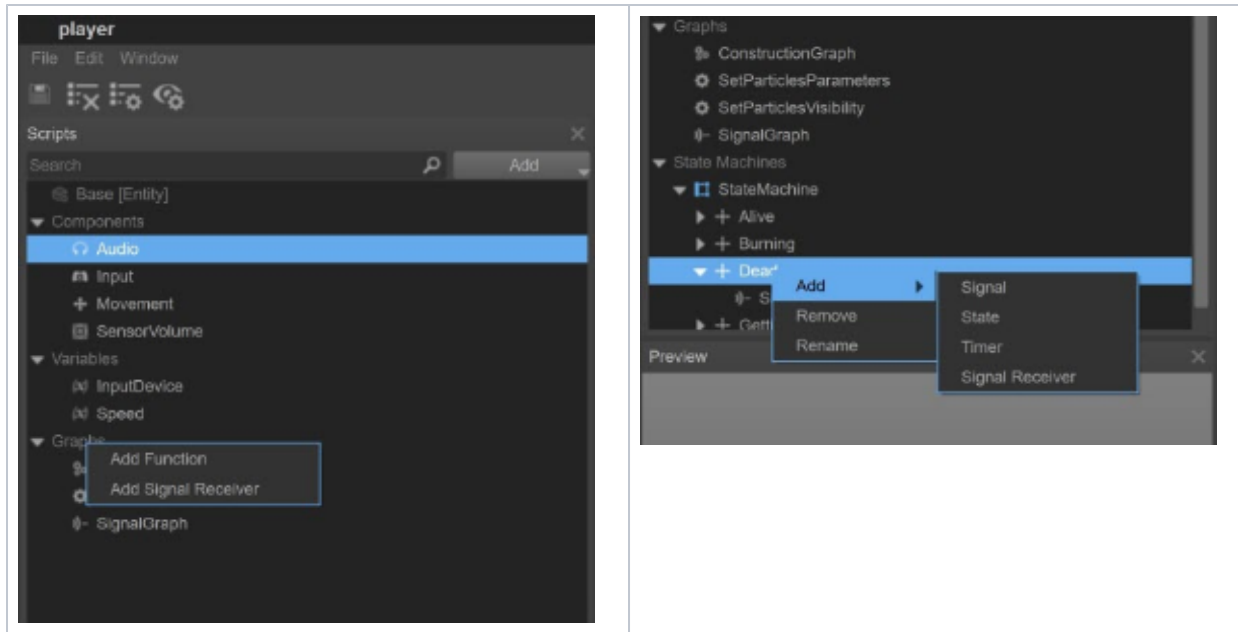 player
File Edit Window
Scripts
Search Add
Base [Entity]
Components
Audio
Input
Movement
SensorVolume
Variables
InputDevice
Speed
Graphs
Add Function
Add Signal Receiver
SignalGraph
Graphs
ConstructionGraph
SetParticlesParameters
SetParticlesVisibility
SignalGraph
State Machines
StateMachine
Alive
Burning
Dead
Add
Remove
Rename
Signal
State
Timer
Signal Receiver
Preview